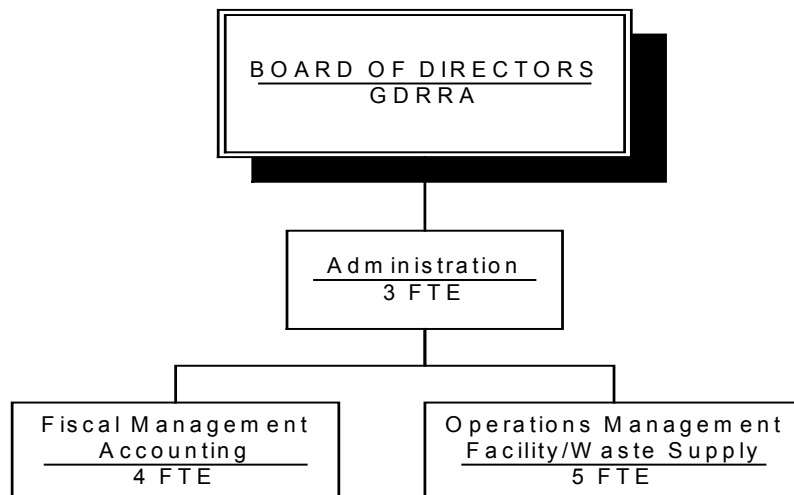 BOARD OF DIRECTORS
GDRRA
Administration
3 FTE
Fiscal Management
Accounting
4 FTE
Operations Management
Facility/Waste Supply
5 FTE